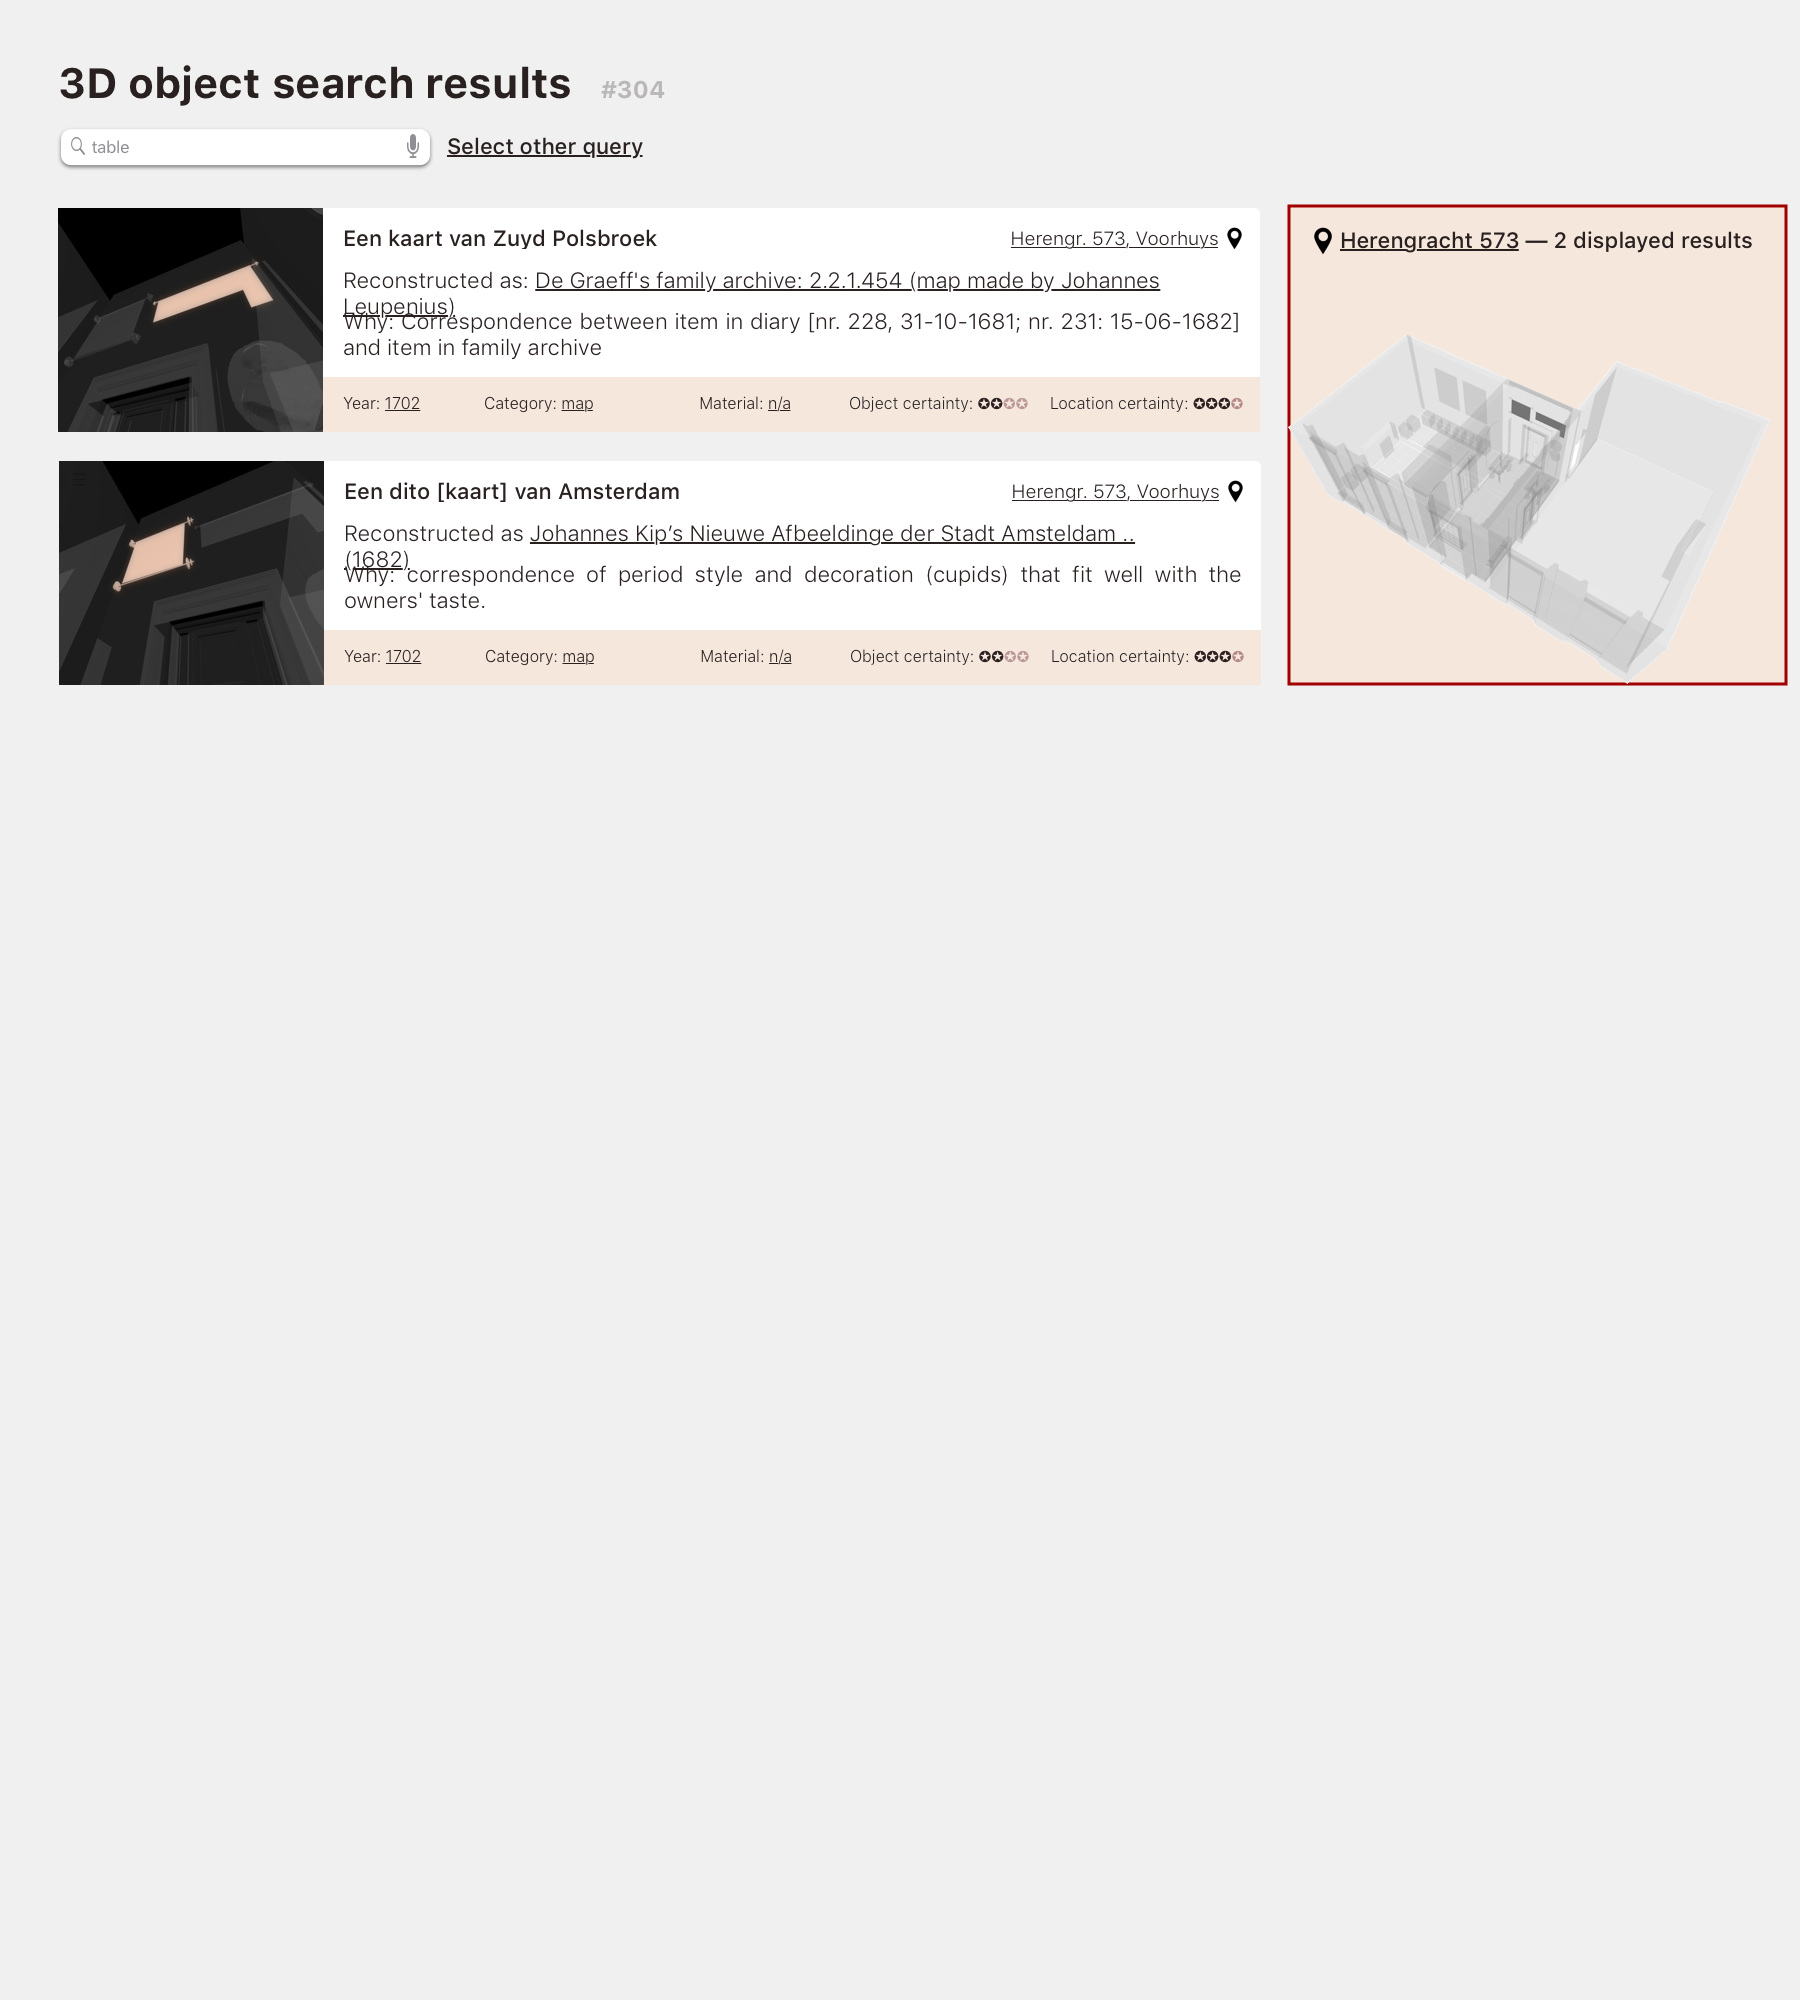 3D object search results #304
table
Select other query
Een kaart van Zuyd Polsbroek
Herengr. 573, Voorhuys
Reconstructed as: De Graeff's family archive: 2.2.1.454 (map made by Johannes
Leupenius)
Why: Correspondence between item in diary [nr. 228, 31-10-1681; nr. 231: 15-06-1682]
and item in family archive
Year: 1702 Category: map Material: n/a Object certainty: ✪✪✪✪ Location certainty: ✪✪✪✪
Een dito [kaart] van Amsterdam
Herengr. 573, Voorhuys
Reconstructed as Johannes Kip’s Nieuwe Afbeeldinge der Stadt Amsteldam ..
(1682)
Why: correspondence of period style and decoration (cupids) that fit well with the
owners' taste.
Year: 1702 Category: map Material: n/a Object certainty: ✪✪✪✪ Location certainty: ✪✪✪✪
Herengracht 573 — 2 displayed results